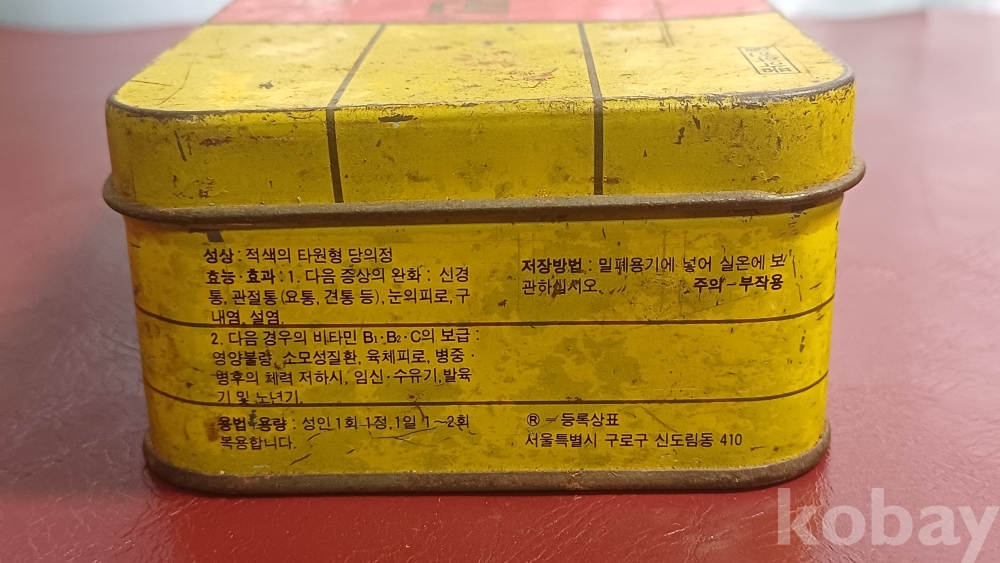 성상 : 적색의 타원형 당의정
효능 · 효과 : 1. 다음 증상의 완화 : 신경
통, 관절통 (요통, 견통 등), 눈의피로, 구
내염, 설염.
2. 다음 경우의 비타민 B₁·B₂·C의 보급 :
영양불량, 소모성질환, 육체피로, 병중 ·
병후의 체력 저하시, 임신 · 수유기, 발육
기 및 노년기.
용법·용량 : 성인 1회 1정, 1일 1~2회
복용합니다.
저장방법 : 밀폐용기에 넣어 실온에 보
관하십시오. 주의 - 부작용
Ⓡ = 등록상표
서울특별시 구로구 신도림동 410
kobay